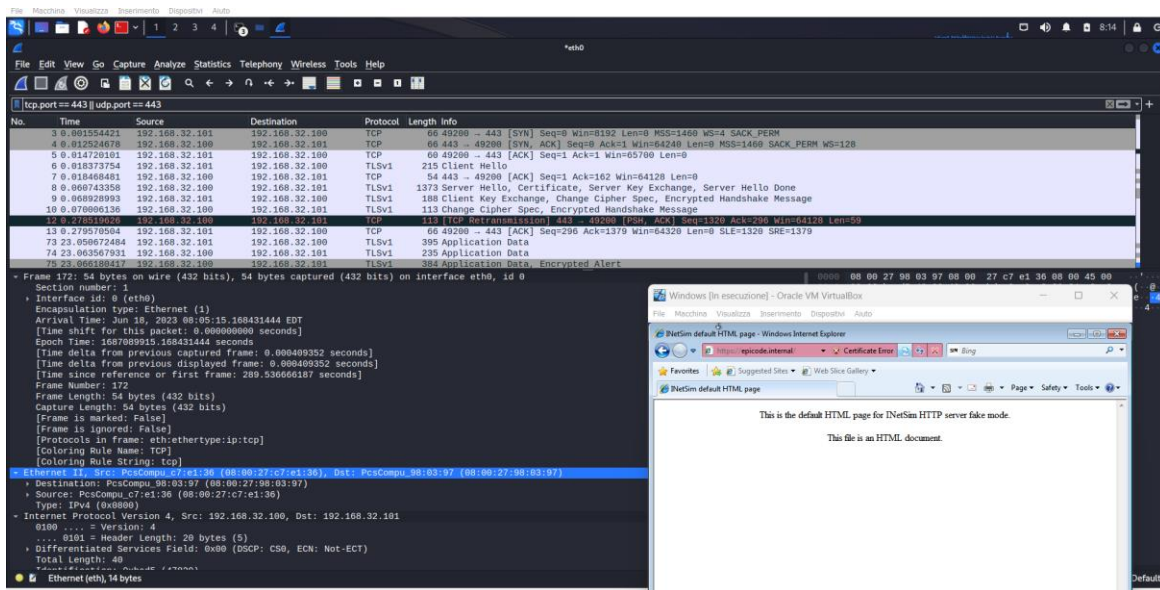 File Macchina Visualizza Inserimento Dispositivi Aiuto
1 2 3 4 8:14
*eth0
File Edit View Go Capture Analyze Statistics Telephony Wireless Tools Help
tcp.port == 443 || udp.port == 443
No. Time Source Destination Protocol Length Info
3 0.001554421 192.168.32.101 192.168.32.100 TCP 66 49200 → 443 [SYN] Seq=0 Win=8192 Len=0 MSS=1460 WS=4 SACK_PERM
4 0.012524678 192.168.32.100 192.168.32.101 TCP 66 443 → 49200 [SYN, ACK] Seq=0 Ack=1 Win=64240 Len=0 MSS=1460 SACK_PERM WS=128
5 0.014720101 192.168.32.101 192.168.32.100 TCP 60 49200 → 443 [ACK] Seq=1 Ack=1 Win=65700 Len=0
6 0.018373754 192.168.32.101 192.168.32.100 TLSv1 215 Client Hello
7 0.018468481 192.168.32.100 192.168.32.101 TCP 54 443 → 49200 [ACK] Seq=1 Ack=162 Win=64128 Len=0
8 0.060743358 192.168.32.100 192.168.32.101 TLSv1 1373 Server Hello, Certificate, Server Key Exchange, Server Hello Done
9 0.068928993 192.168.32.101 192.168.32.100 TLSv1 188 Client Key Exchange, Change Cipher Spec, Encrypted Handshake Message
10 0.070006136 192.168.32.100 192.168.32.101 TLSv1 113 Change Cipher Spec, Encrypted Handshake Message
12 0.278519626 192.168.32.100 192.168.32.101 TCP 113 [TCP Retransmission] 443 → 49200 [PSH, ACK] Seq=1320 Ack=296 Win=64128 Len=59
13 0.279570504 192.168.32.101 192.168.32.100 TCP 66 49200 → 443 [ACK] Seq=296 Ack=1379 Win=64320 Len=0 SLE=1320 SRE=1379
73 23.050672484 192.168.32.101 192.168.32.100 TLSv1 395 Application Data
74 23.063567931 192.168.32.100 192.168.32.101 TLSv1 235 Application Data
75 23.066180417 192.168.32.100 192.168.32.101 TLSv1 384 Application Data, Encrypted Alert
Frame 172: 54 bytes on wire (432 bits), 54 bytes captured (432 bits) on interface eth0, id 0
0000 08 00 27 98 03 97 08 00 27 c7 e1 36 08 00 45 00
Section number: 1
Interface id: 0 (eth0)
Encapsulation type: Ethernet (1)
Arrival Time: Jun 18, 2023 08:05:15.168431444 EDT
[Time shift for this packet: 0.000000000 seconds]
Epoch Time: 1687089915.168431444 seconds
[Time delta from previous captured frame: 0.000409352 seconds]
[Time delta from previous displayed frame: 0.000409352 seconds]
[Time since reference or first frame: 289.536666187 seconds]
Frame Number: 172
Frame Length: 54 bytes (432 bits)
Capture Length: 54 bytes (432 bits)
[Frame is marked: False]
[Frame is ignored: False]
[Protocols in frame: eth:ethertype:ip:tcp]
[Coloring Rule Name: TCP]
[Coloring Rule String: tcp]
Ethernet II, Src: PcsCompu_c7:e1:36 (08:00:27:c7:e1:36), Dst: PcsCompu_98:03:97 (08:00:27:98:03:97)
Destination: PcsCompu_98:03:97 (08:00:27:98:03:97)
Source: PcsCompu_c7:e1:36 (08:00:27:c7:e1:36)
Type: IPv4 (0x0800)
Internet Protocol Version 4, Src: 192.168.32.100, Dst: 192.168.32.101
0100 .... = Version: 4
.... 0101 = Header Length: 20 bytes (5)
Differentiated Services Field: 0x00 (DSCP: CS0, ECN: Not-ECT)
Total Length: 40
Ethernet (eth), 14 bytes
Default
Windows [In esecuzione] - Oracle VM VirtualBox
File Macchina Visualizza Inserimento Dispositivi Aiuto
INetSim default HTML page - Windows Internet Explorer
https://epicode.internal/ Certificate Error Bing
Favorites Suggested Sites Web Slice Gallery
INetSim default HTML page Page Safety Tools
This is the default HTML page for INetSim HTTP server fake mode.
This file is an HTML document.